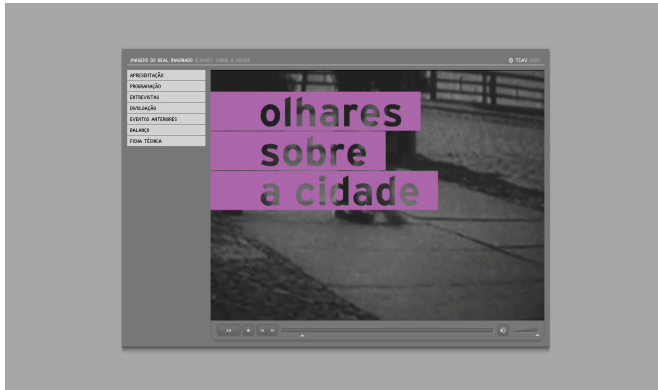 IMAGENS DO REAL IMAGINADO OLHARES SOBRE A CIDADE
@ TCAV 2007
APRESENTAÇÃO
PROGRAMAÇÃO
ENTREVISTAS
DIVULGAÇÃO
EVENTOS ANTERIORES
BALANÇO
FICHA TÉCNICA
olhares
sobre
a cidade